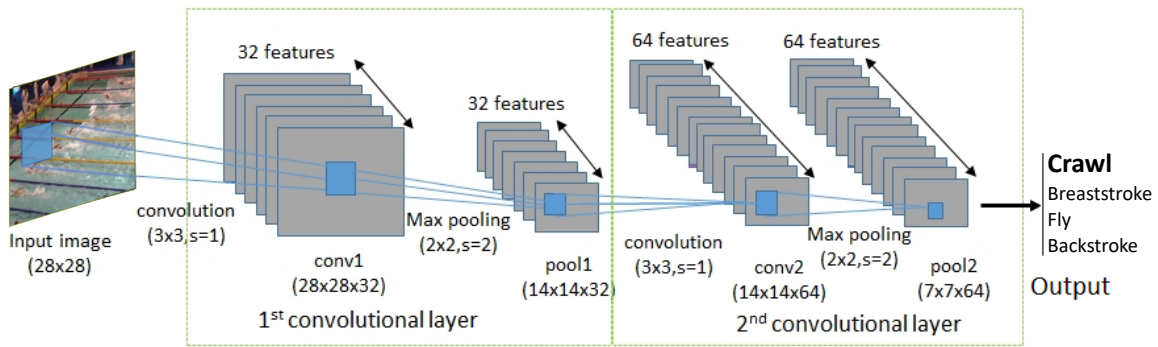 Input image
(28x28)
32 features
convolution
(3x3,s=1)
conv1
(28x28x32)
Max pooling
(2x2,s=2)
32 features
pool1
(14x14x32)
1st convolutional layer
64 features
convolution
(3x3,s=1)
conv2
(14x14x64)
64 features
Max pooling
(2x2,s=2)
pool2
(7x7x64)
2nd convolutional layer
Crawl
Breaststroke
Fly
Backstroke
Output